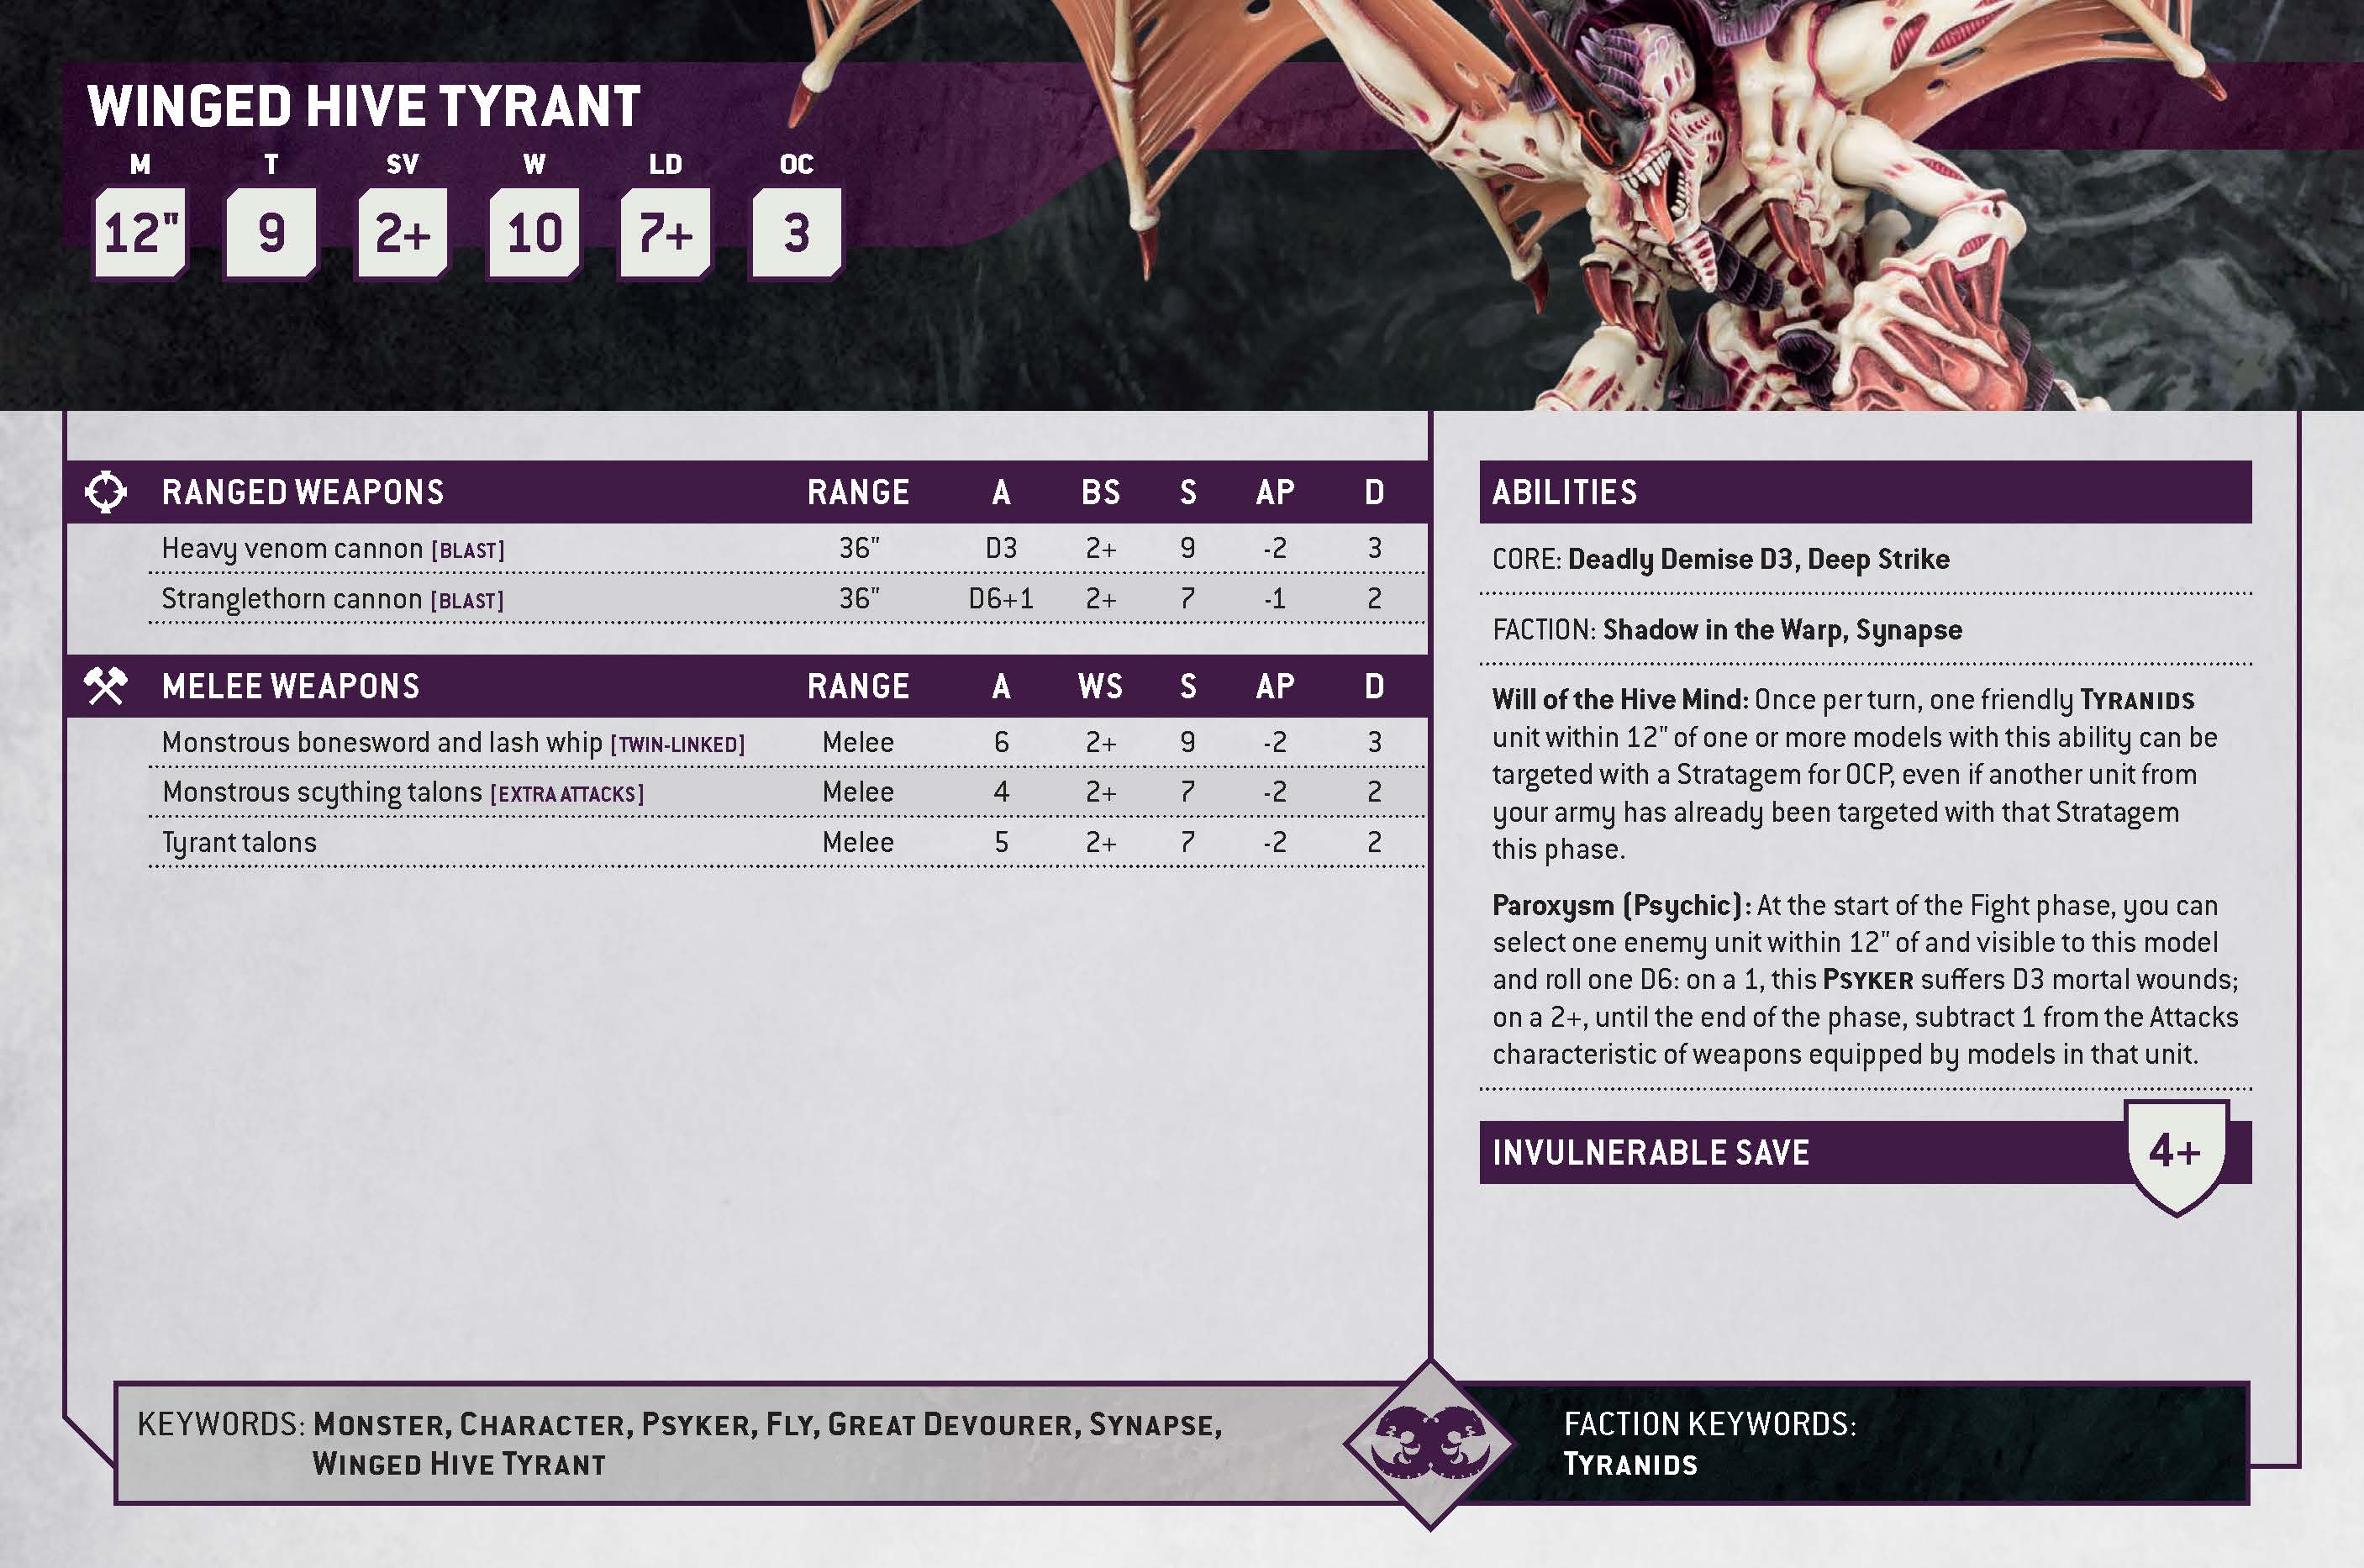 WINGED HIVE TYRANT
M T SV W LD OC
12" 9 2+ 10 7+ 3
RANGED WEAPONS RANGE A BS S AP D
Heavy venom cannon [BLAST] 36" D3 2+ 9 -2 3
Stranglethorn cannon [BLAST] 36" D6+1 2+ 7 -1 2
MELEE WEAPONS RANGE A WS S AP D
Monstrous bonesword and lash whip [TWIN-LINKED] Melee 6 2+ 9 -2 3
Monstrous scything talons [EXTRA ATTACKS] Melee 4 2+ 7 -2 2
Tyrant talons Melee 5 2+ 7 -2 2
ABILITIES
CORE: Deadly Demise D3, Deep Strike
FACTION: Shadow in the Warp, Synapse
Will of the Hive Mind: Once per turn, one friendly TYRANIDS
unit within 12" of one or more models with this ability can be
targeted with a Stratagem for 0CP, even if another unit from
your army has already been targeted with that Stratagem
this phase.
Paroxysm (Psychic): At the start of the Fight phase, you can
select one enemy unit within 12" of and visible to this model
and roll one D6: on a 1, this PSYKER suffers D3 mortal wounds;
on a 2+, until the end of the phase, subtract 1 from the Attacks
characteristic of weapons equipped by models in that unit.
INVULNERABLE SAVE 4+
KEYWORDS: MONSTER, CHARACTER, PSYKER, FLY, GREAT DEVOURER, SYNAPSE,
WINGED HIVE TYRANT
FACTION KEYWORDS:
TYRANIDS